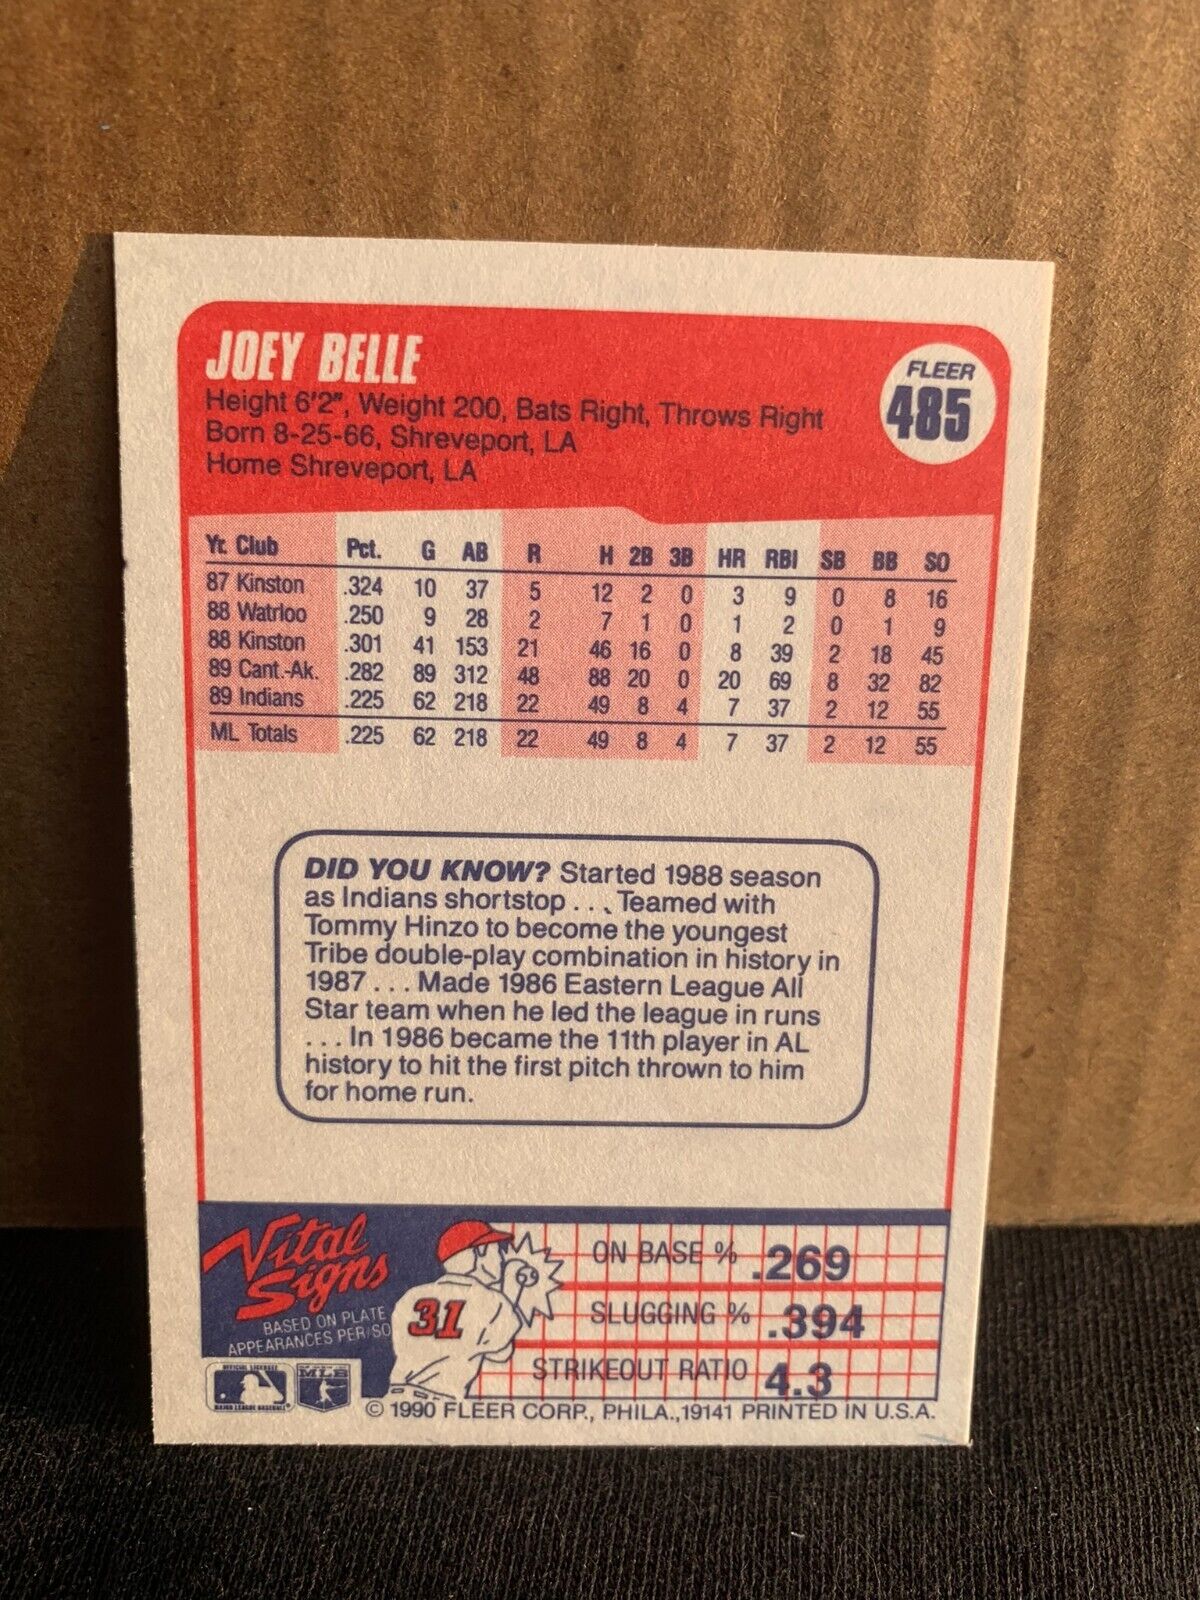 JOEY BELLE
Height 6'2", Weight 200, Bats Right, Throws Right
Born 8-25-66, Shreveport, LA
Home Shreveport, LA
FLEER
485
Yr. Club Pct. G AB R H 2B 3B HR RBI SB BB SO
87 Kinston .324 10 37 5 12 2 0 3 9 0 8 16
88 Watrloo .250 9 28 2 7 1 0 1 2 0 1 9
88 Kinston .301 41 153 21 46 16 0 8 39 2 18 45
89 Cant.-Ak. .282 89 312 48 88 20 0 20 69 8 32 82
89 Indians .225 62 218 22 49 8 4 7 37 2 12 55
ML Totals .225 62 218 22 49 8 4 7 37 2 12 55
DID YOU KNOW? Started 1988 season
as Indians shortstop . . . Teamed with
Tommy Hinzo to become the youngest
Tribe double-play combination in history in
1987 . . . Made 1986 Eastern League All
Star team when he led the league in runs
. . . In 1986 became the 11th player in AL
history to hit the first pitch thrown to him
for home run.
Vital
Signs
BASED ON PLATE
APPEARANCES PER/SO
31
ON BASE % .269
SLUGGING % .394
STRIKEOUT RATIO 4.3
OFFICIAL LICENSEE
MAJOR LEAGUE BASEBALL
MLB
© 1990 FLEER CORP., PHILA.,19141 PRINTED IN U.S.A.